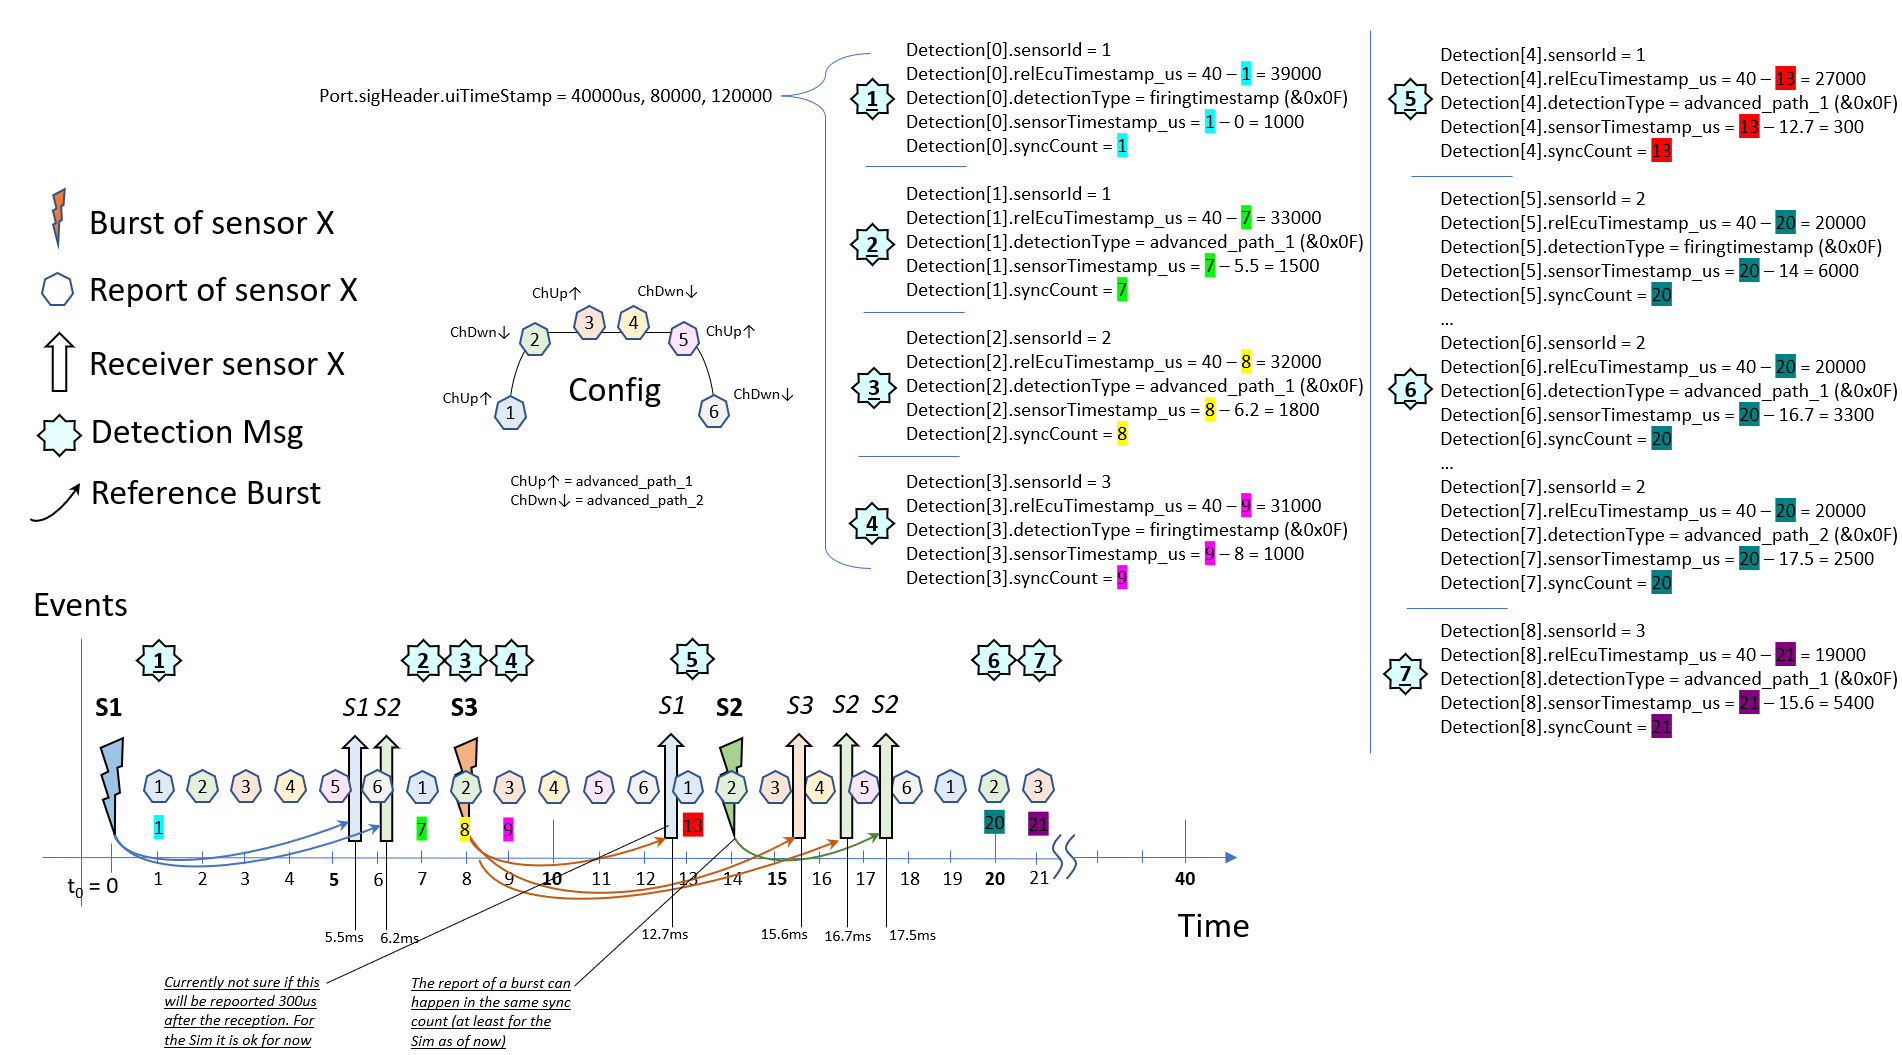 Port.sigHeader.uiTimeStamp = 40000us, 80000, 120000
Burst of sensor X
Report of sensor X
Receiver sensor X
Detection Msg
Reference Burst
ChUp↑
ChDwn↓
ChDwn↓
3
4
ChUp↑
2
5
Config
ChUp↑
ChDwn↓
1
6
ChUp↑ = advanced_path_1
ChDwn↓ = advanced_path_2
1
Detection[0].sensorId = 1
Detection[0].relEcuTimestamp_us = 40 – 1 = 39000
Detection[0].detectionType = firingtimestamp (&0x0F)
Detection[0].sensorTimestamp_us = 1 – 0 = 1000
Detection[0].syncCount = 1
2
Detection[1].sensorId = 1
Detection[1].relEcuTimestamp_us = 40 – 7 = 33000
Detection[1].detectionType = advanced_path_1 (&0x0F)
Detection[1].sensorTimestamp_us = 7 – 5.5 = 1500
Detection[1].syncCount = 7
3
Detection[2].sensorId = 2
Detection[2].relEcuTimestamp_us = 40 – 8 = 32000
Detection[2].detectionType = advanced_path_1 (&0x0F)
Detection[2].sensorTimestamp_us = 8 – 6.2 = 1800
Detection[2].syncCount = 8
4
Detection[3].sensorId = 3
Detection[3].relEcuTimestamp_us = 40 – 9 = 31000
Detection[3].detectionType = firingtimestamp (&0x0F)
Detection[3].sensorTimestamp_us = 9 – 8 = 1000
Detection[3].syncCount = 9
5
Detection[4].sensorId = 1
Detection[4].relEcuTimestamp_us = 40 – 13 = 27000
Detection[4].detectionType = advanced_path_1 (&0x0F)
Detection[4].sensorTimestamp_us = 13 – 12.7 = 300
Detection[4].syncCount = 13
6
Detection[5].sensorId = 2
Detection[5].relEcuTimestamp_us = 40 – 20 = 20000
Detection[5].detectionType = firingtimestamp (&0x0F)
Detection[5].sensorTimestamp_us = 20 – 14 = 6000
Detection[5].syncCount = 20
...
Detection[6].sensorId = 2
Detection[6].relEcuTimestamp_us = 40 – 20 = 20000
Detection[6].detectionType = advanced_path_1 (&0x0F)
Detection[6].sensorTimestamp_us = 20 – 16.7 = 3300
Detection[6].syncCount = 20
...
Detection[7].sensorId = 2
Detection[7].relEcuTimestamp_us = 40 – 20 = 20000
Detection[7].detectionType = advanced_path_2 (&0x0F)
Detection[7].sensorTimestamp_us = 20 – 17.5 = 2500
Detection[7].syncCount = 20
7
Detection[8].sensorId = 3
Detection[8].relEcuTimestamp_us = 40 – 21 = 19000
Detection[8].detectionType = advanced_path_1 (&0x0F)
Detection[8].sensorTimestamp_us = 21 – 15.6 = 5400
Detection[8].syncCount = 21
Events
1 2 3 4 5 6 7
S1 S1 S2 S3 S1 S2 S3 S2 S2
1 2 3 4 5 6 1 2 3 4 5 6 1 2 3 4 5 6 1 2 3
1 7 8 9 13 20 21
t0 = 0 1 2 3 4 5 6 7 8 9 10 11 12 13 14 15 16 17 18 19 20 21 40
Time
5.5ms 6.2ms 12.7ms 15.6ms 16.7ms 17.5ms
Currently not sure if this
will be repoorted 300us
after the reception. For
the Sim it is ok for now
The report of a burst can
happen in the same sync
count (at least for the
Sim as of now)